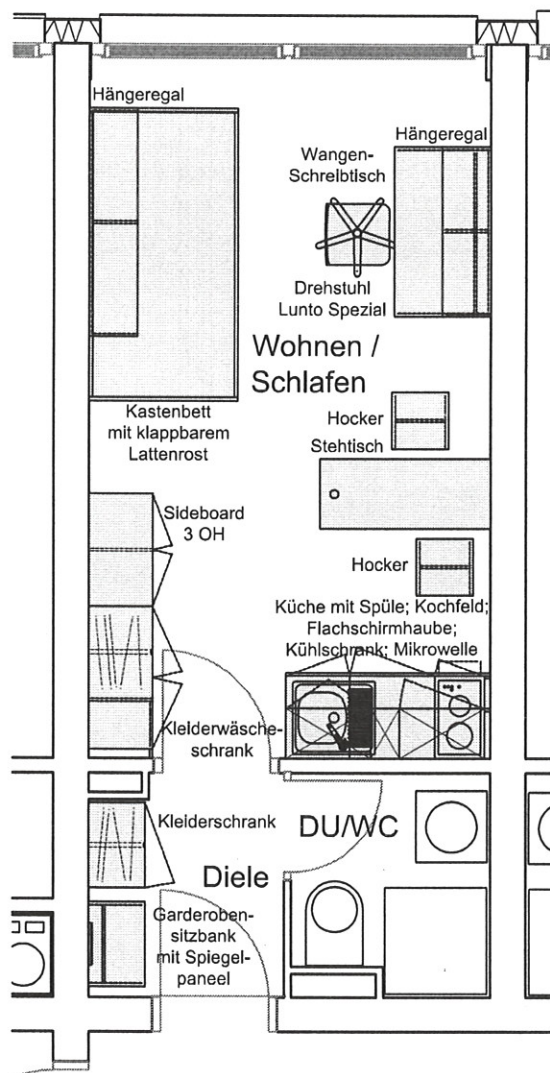 Hängeregal
Hängeregal
Wangen-
Schreibtisch
Drehstuhl
Lunto Spezial
Wohnen /
Schlafen
Kastenbett
mit klappbarem
Lattenrost
Hocker
Stehtisch
Sideboard
3 OH
Hocker
Küche mit Spüle; Kochfeld;
Flachschirmhaube;
Kühlschrank; Mikrowelle
Kleiderwäsche-
schrank
Kleiderschrank
DU/WC
Diele
Garderoben-
sitzbank
mit Spiegel-
paneel